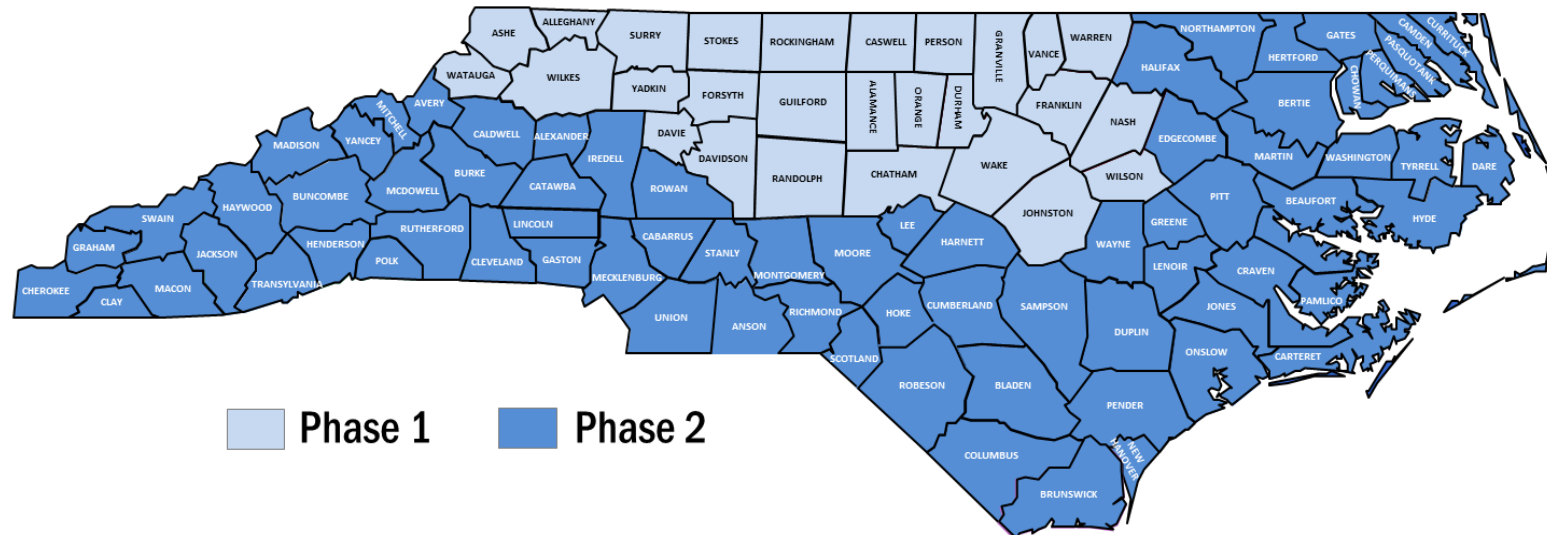 ALLEGHANY
ASHE
SURRY
STOKES
ROCKINGHAM
CASWELL
PERSON
GRANVILLE
VANCE
WARREN
NORTHAMPTON
GATES
CAMDEN
CURRITUCK
PASQUOTANK
PERQUIMANS
HERTFORD
CHOWAN
HALIFAX
WATAUGA
WILKES
YADKIN
FORSYTH
GUILFORD
ALAMANCE
ORANGE
DURHAM
FRANKLIN
NASH
BERTIE
AVERY
MITCHELL
YANCEY
MADISON
CALDWELL
ALEXANDER
IREDELL
DAVIE
DAVIDSON
RANDOLPH
CHATHAM
WAKE
WILSON
EDGECOMBE
MARTIN
WASHINGTON
TYRRELL
DARE
BUNCOMBE
MCDOWELL
BURKE
CATAWBA
ROWAN
JOHNSTON
PITT
BEAUFORT
HYDE
SWAIN
HAYWOOD
GRAHAM
JACKSON
HENDERSON
RUTHERFORD
POLK
LINCOLN
CLEVELAND
GASTON
CABARRUS
STANLY
MECKLENBURG
MONTGOMERY
MOORE
LEE
HARNETT
WAYNE
GREENE
LENOIR
CRAVEN
CHEROKEE
CLAY
MACON
TRANSYLVANIA
UNION
ANSON
RICHMOND
HOKE
CUMBERLAND
SAMPSON
DUPLIN
JONES
PAMLICO
SCOTLAND
ROBESON
BLADEN
ONSLOW
CARTERET
PENDER
COLUMBUS
NEW
HANOVER
BRUNSWICK
Phase 1
Phase 2